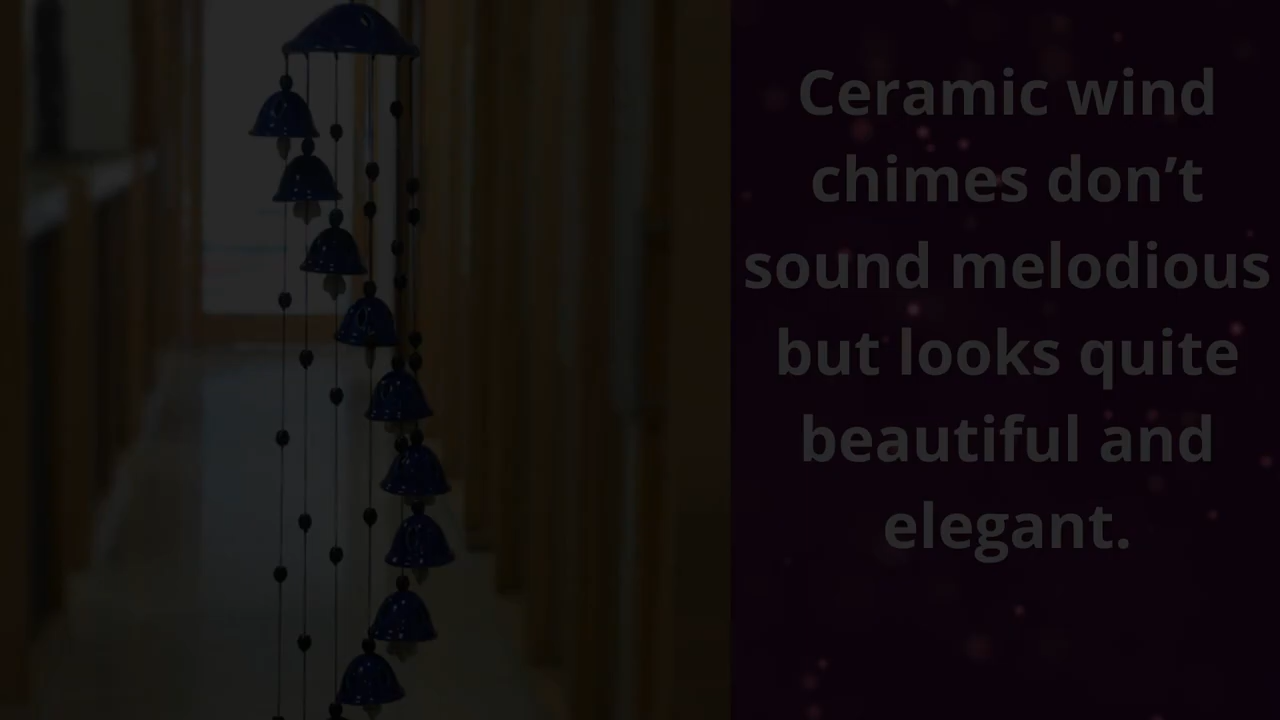 Ceramic wind
chimes don’t
sound melodious
but looks quite
beautiful and
elegant.